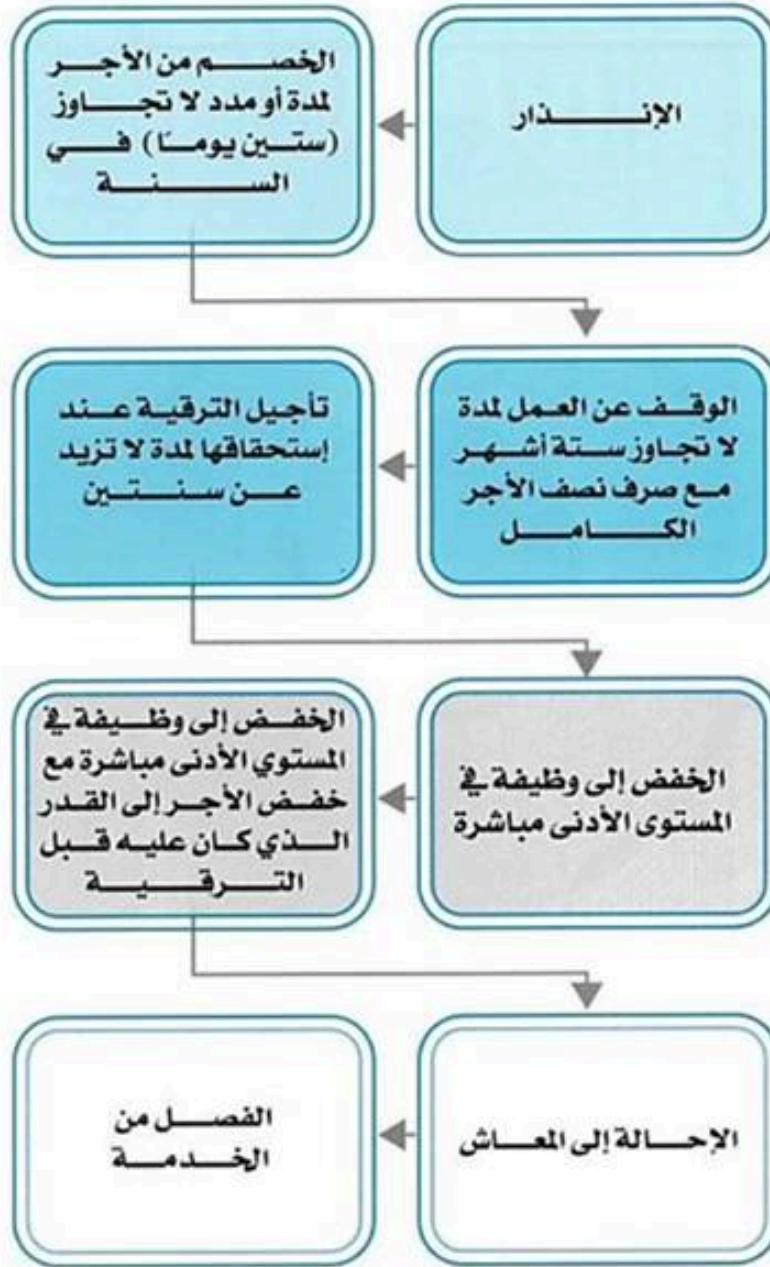 الإنذار
الخصم من الأجر
لمدة أو مدد لا تجاوز
(ستين يومًا) في
السنة
الوقف عن العمل لمدة
لا تجاوز ستة أشهر
مع صرف نصف الأجر
الكامل
تأجيل الترقية عند
إستحقاقها لمدة لا تزيد
عن سنتين
الخفض إلى وظيفة في
المستوى الأدنى مباشرة
الخفض إلى وظيفة في
المستوي الأدنى مباشرة مع
خفض الأجر إلى القدر
الذي كان عليه قبل
الترقية
الإحالة إلى المعاش
الفصل من
الخدمة